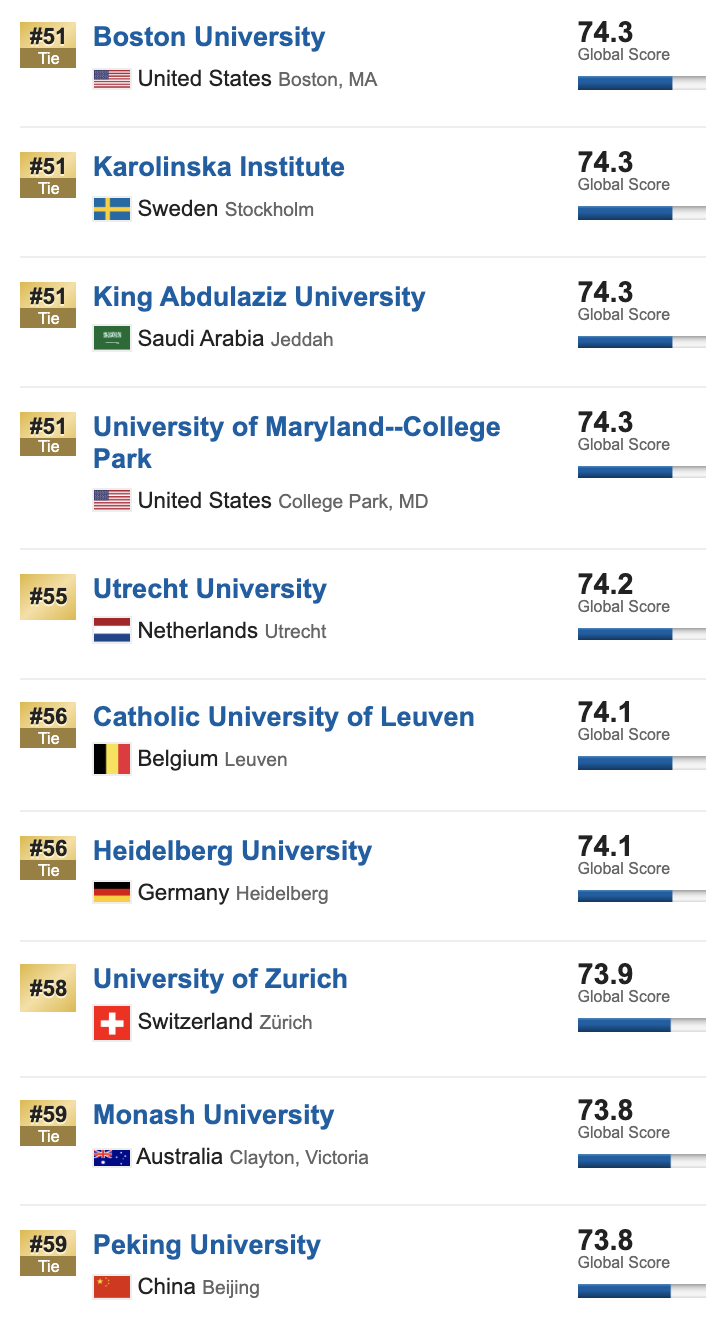 #51
Tie
Boston University
United States Boston, MA
74.3
Global Score
#51
Tie
Karolinska Institute
Sweden Stockholm
74.3
Global Score
#51
Tie
King Abdulaziz University
Saudi Arabia Jeddah
74.3
Global Score
#51
Tie
University of Maryland--College
Park
United States College Park, MD
74.3
Global Score
#55
Utrecht University
Netherlands Utrecht
74.2
Global Score
#56
Tie
Catholic University of Leuven
Belgium Leuven
74.1
Global Score
#56
Tie
Heidelberg University
Germany Heidelberg
74.1
Global Score
#58
University of Zurich
Switzerland Zürich
73.9
Global Score
#59
Tie
Monash University
Australia Clayton, Victoria
73.8
Global Score
#59
Tie
Peking University
China Beijing
73.8
Global Score